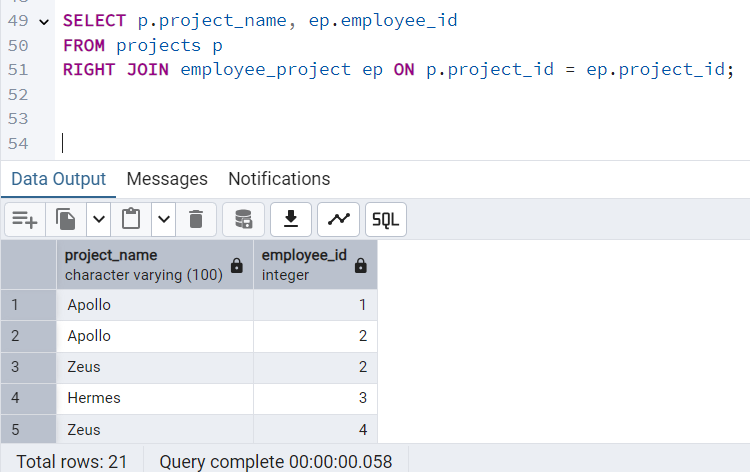 49 SELECT p.project_name, ep.employee_id
50 FROM projects p
51 RIGHT JOIN employee_project ep ON p.project_id = ep.project_id;
52
53
54
Data Output Messages Notifications
SQL
project_name employee_id
character varying (100) integer
1 Apollo 1
2 Apollo 2
3 Zeus 2
4 Hermes 3
5 Zeus 4
Total rows: 21 Query complete 00:00:00.058